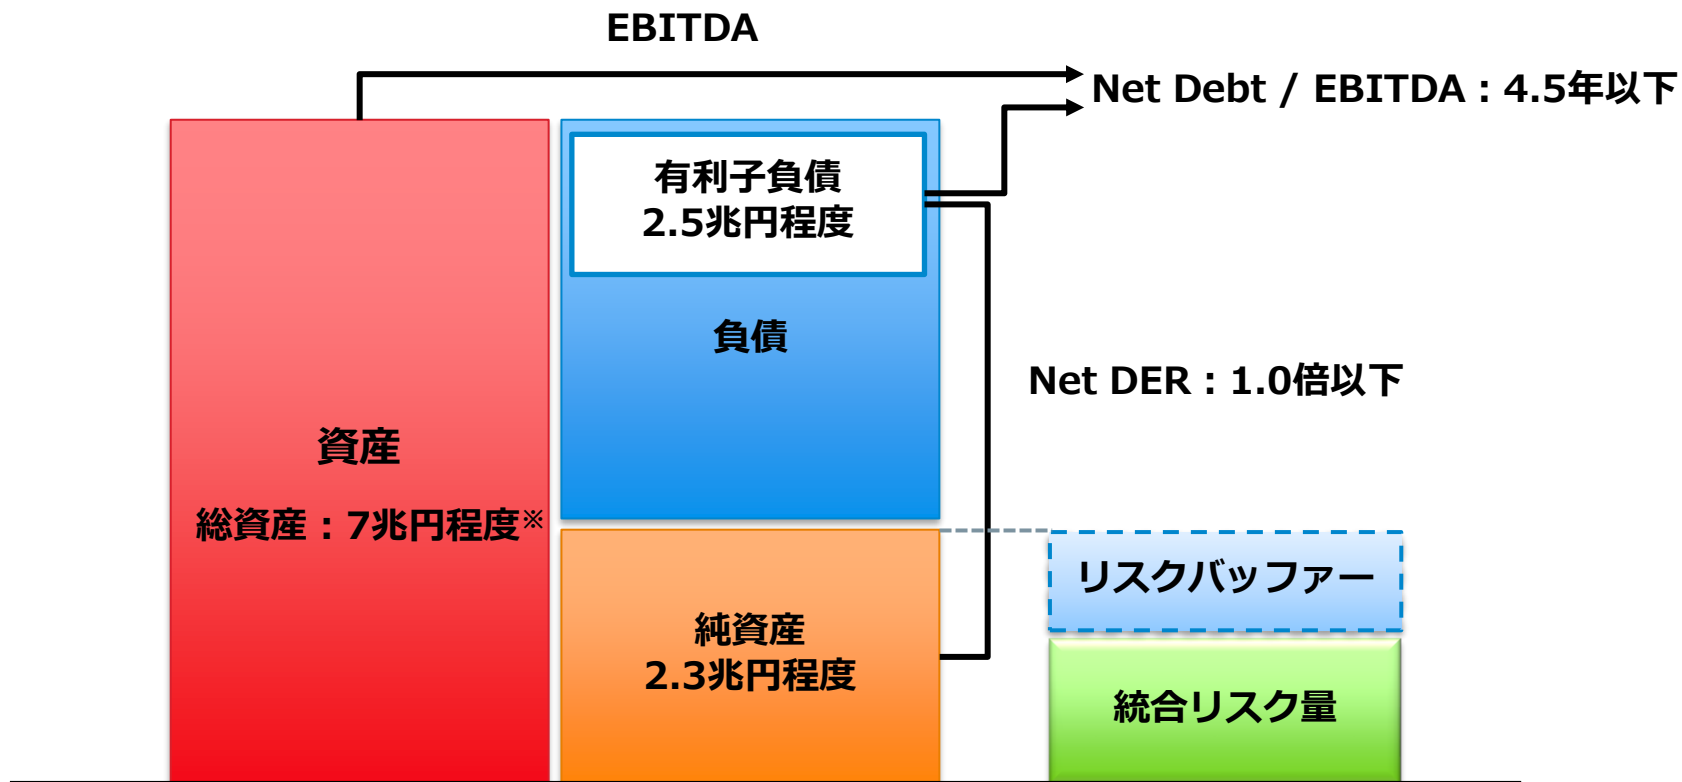 EBITDA
Net Debt / EBITDA：4.5年以下
有利子負債
2.5兆円程度
負債
Net DER：1.0倍以下
資産
総資産：7兆円程度※
リスクバッファー
純資産
2.3兆円程度
統合リスク量